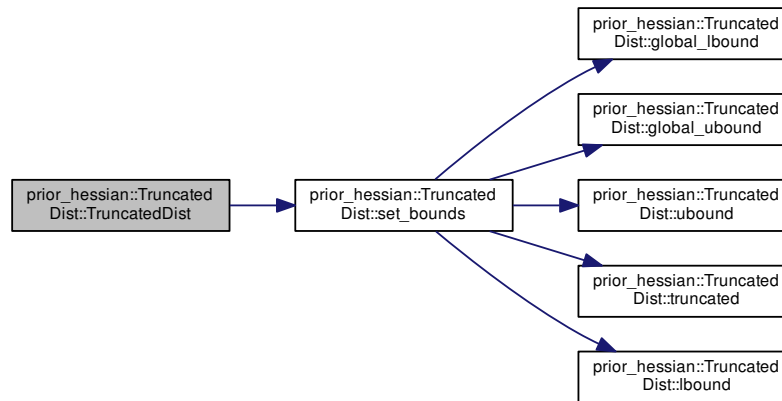 prior_hessian::Truncated
Dist::TruncatedDist
prior_hessian::Truncated
Dist::set_bounds
prior_hessian::Truncated
Dist::global_lbound
prior_hessian::Truncated
Dist::global_ubound
prior_hessian::Truncated
Dist::ubound
prior_hessian::Truncated
Dist::truncated
prior_hessian::Truncated
Dist::lbound